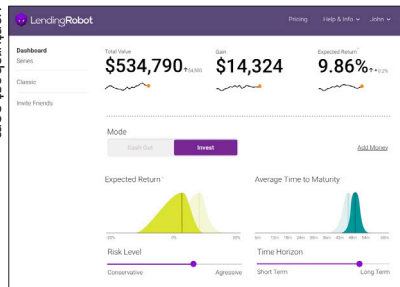 LendingRobot
Pricing Help & Info John
Dashboard
Series
Classic
Invite Friends
Total Value
$534,790
Gain
$14,324
Expected Return
9.86%
Mode
Cash Out Invest
Add Money
Expected Return
Average Time to Maturity
Risk Level
Conservative Agressive
Time Horizon
Short Term Long Term